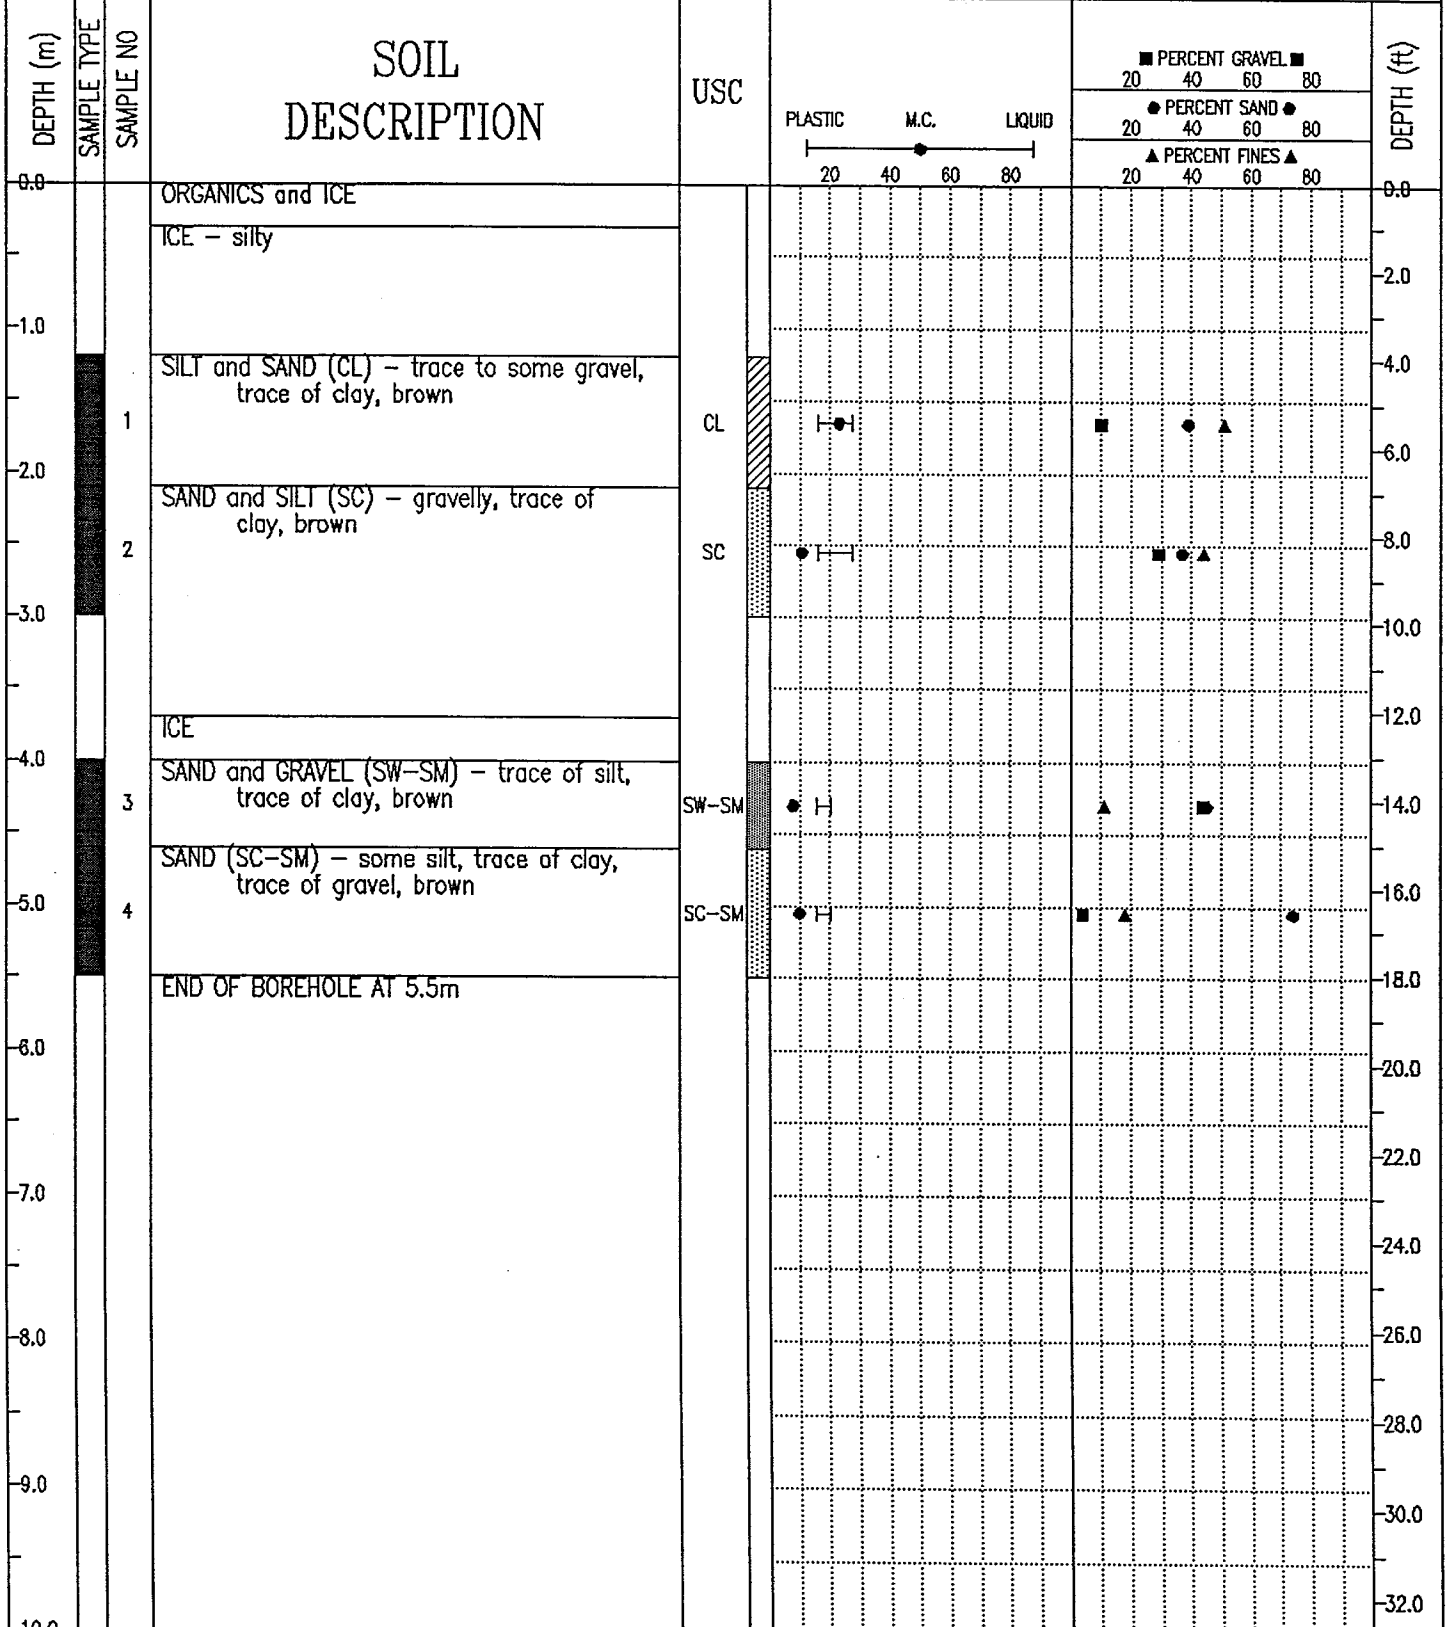 DEPTH (m)
SAMPLE TYPE
SAMPLE NO
SOIL
DESCRIPTION
USC
PLASTIC M.C. LIQUID
20 40 60 80
■ PERCENT GRAVEL ■
20 40 60 80
● PERCENT SAND ●
20 40 60 80
▲ PERCENT FINES ▲
20 40 60 80
DEPTH (ft)
0.0
ORGANICS and ICE
0.0
ICE – silty
2.0
1.0
SILT and SAND (CL) – trace to some gravel,
trace of clay, brown
4.0
1
CL
6.0
2.0
SAND and SILT (SC) – gravelly, trace of
clay, brown
2
SC
8.0
3.0
10.0
ICE
12.0
4.0
SAND and GRAVEL (SW–SM) – trace of silt,
trace of clay, brown
3
SW–SM
14.0
SAND (SC–SM) – some silt, trace of clay,
trace of gravel, brown
16.0
5.0
4
SC–SM
END OF BOREHOLE AT 5.5m
18.0
6.0
20.0
22.0
7.0
24.0
8.0
26.0
28.0
9.0
30.0
32.0
10.0